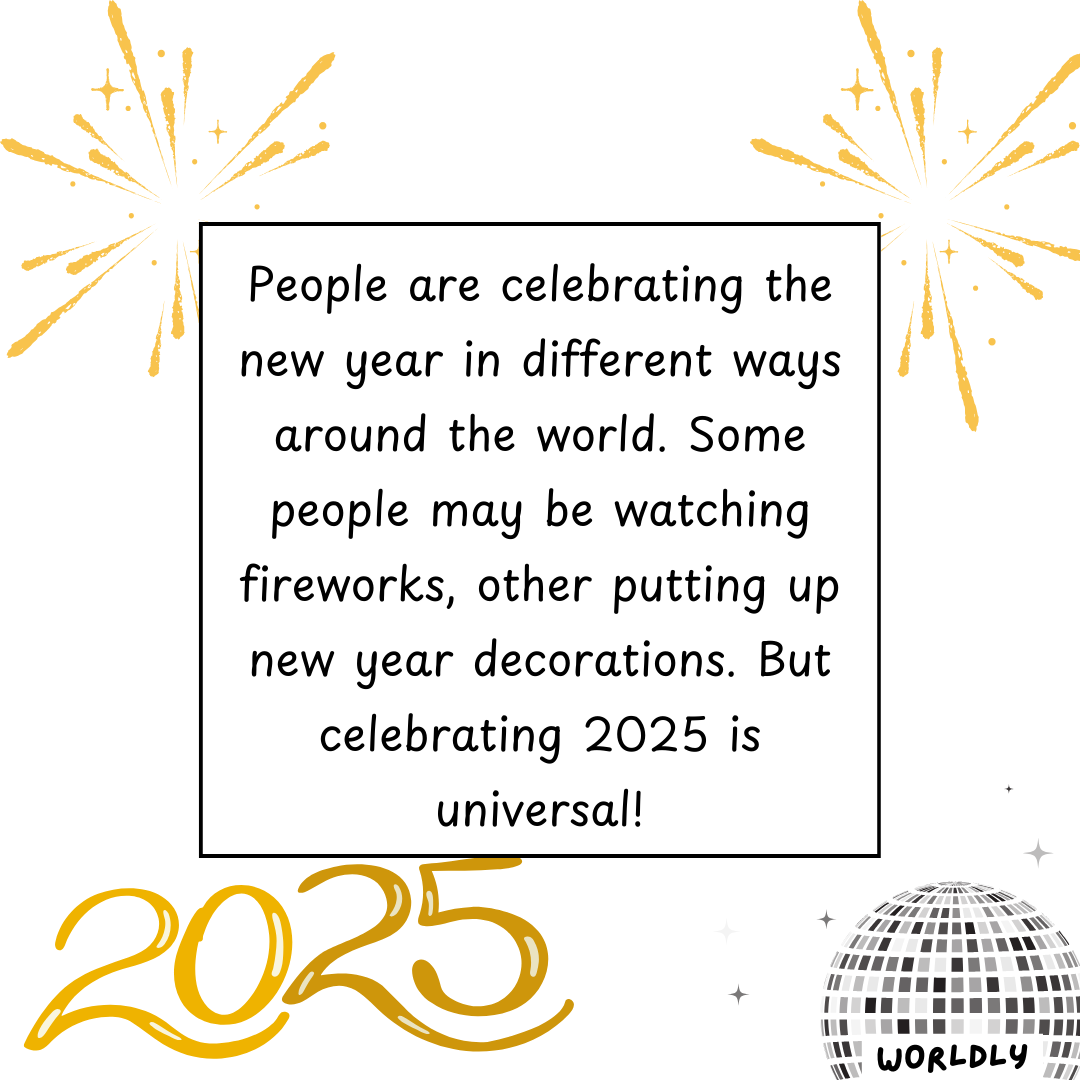 People are celebrating the
new year in different ways
around the world. Some
people may be watching
fireworks, other putting up
new year decorations. But
celebrating 2025 is
universal!
2025
WORLDLY